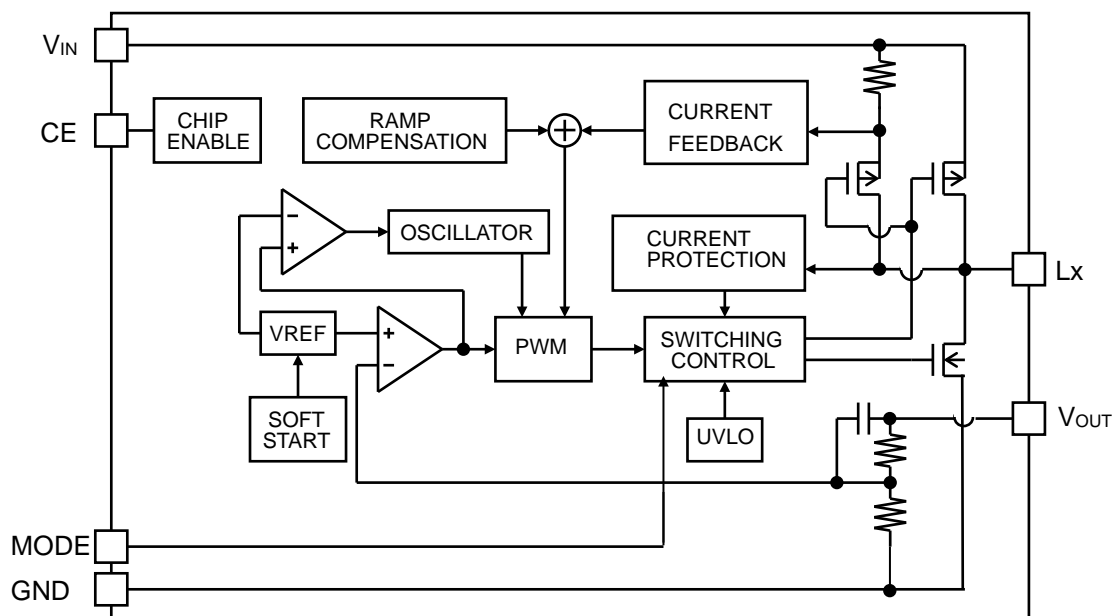 VIN
CE
CHIP
ENABLE
RAMP
COMPENSATION
+
CURRENT
FEEDBACK
−
+
OSCILLATOR
CURRENT
PROTECTION
Lx
VREF
+
−
PWM
SWITCHING
CONTROL
SOFT
START
UVLO
VOUT
MODE
GND